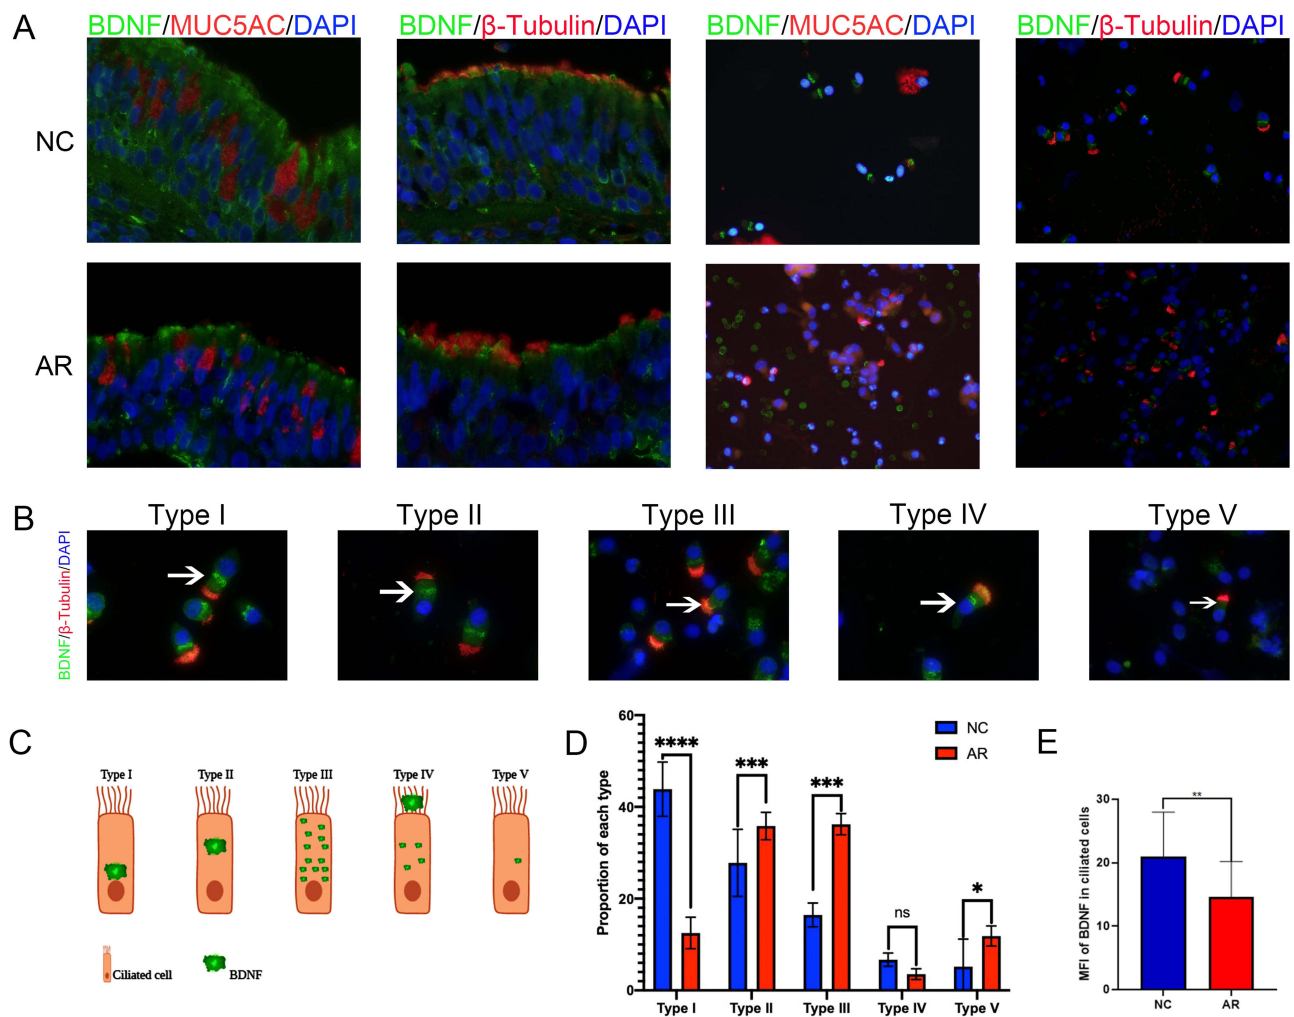 A
BDNF/MUC5AC/DAPI
BDNF/β-Tubulin/DAPI
BDNF/MUC5AC/DAPI
BDNF/β-Tubulin/DAPI
NC
AR
B
Type I
Type II
Type III
Type IV
Type V
BDNF/β-Tubulin/DAPI
C
Type I
Type II
Type III
Type IV
Type V
Ciliated cell
BDNF
D
Proportion of each type
60
40
20
0
****
***
***
ns
*
NC
AR
Type I
Type II
Type III
Type IV
Type V
E
MFI of BDNF in ciliated cells
30
20
10
0
**
NC
AR